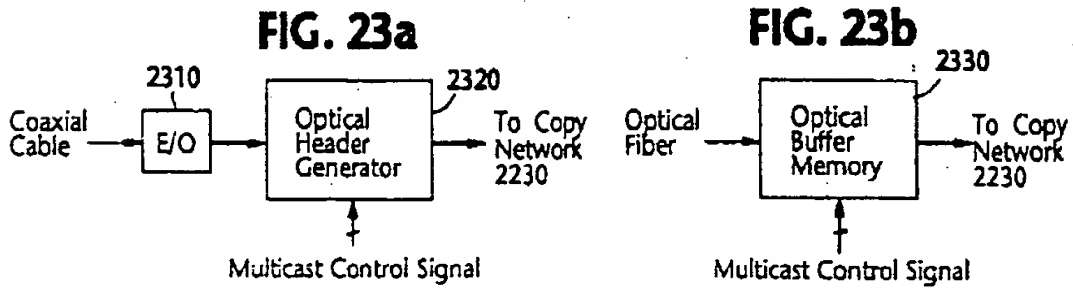 FIG. 23a
2310
2320
Coaxial
Cable
E/O
Optical
Header
Generator
To Copy
Network
2230
Multicast Control Signal
FIG. 23b
2330
Optical
Fiber
Optical
Buffer
Memory
To Copy
Network
2230
Multicast Control Signal